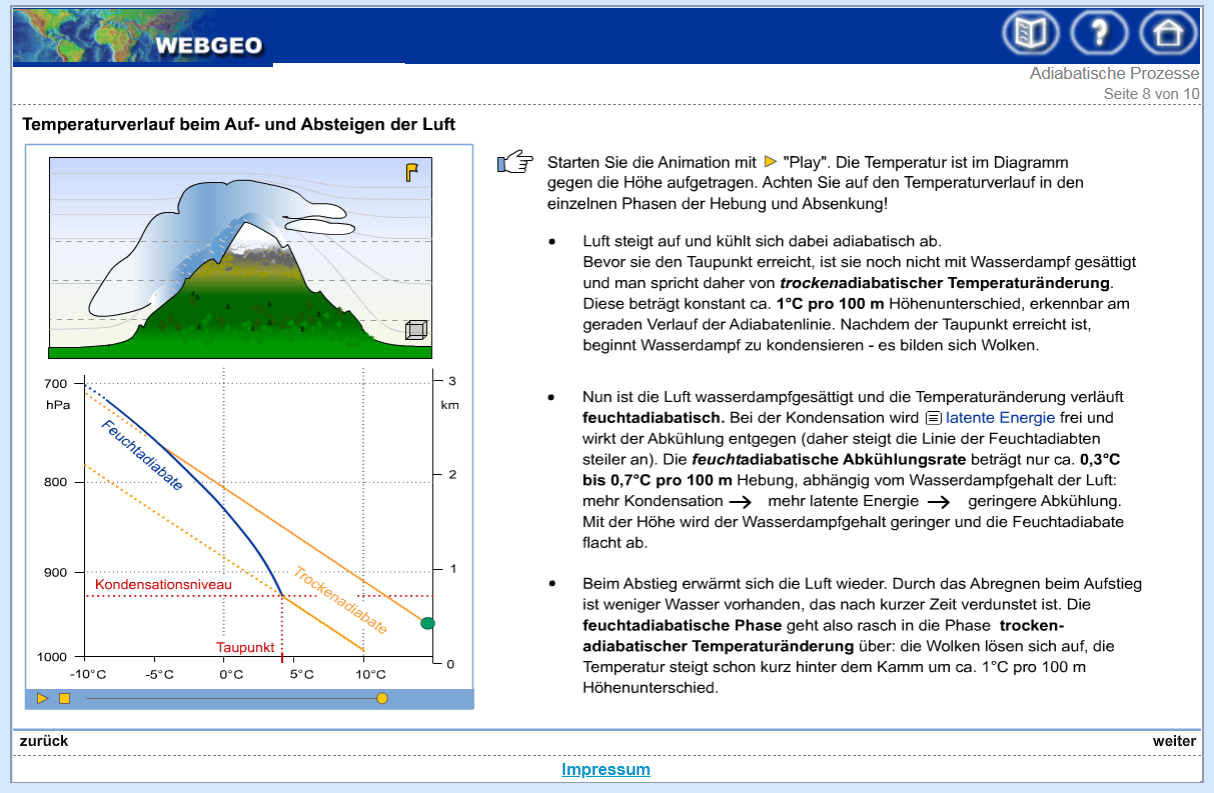 WEBGEO
?
Adiabatische Prozesse
Seite 8 von 10
Temperaturverlauf beim Auf- und Absteigen der Luft
Starten Sie die Animation mit "Play". Die Temperatur ist im Diagramm
gegen die Höhe aufgetragen. Achten Sie auf den Temperaturverlauf in den
einzelnen Phasen der Hebung und Absenkung!
• Luft steigt auf und kühlt sich dabei adiabatisch ab.
Bevor sie den Taupunkt erreicht, ist sie noch nicht mit Wasserdampf gesättigt
und man spricht daher von trockenadiabatischer Temperaturänderung.
Diese beträgt konstant ca. 1°C pro 100 m Höhenunterschied, erkennbar am
geraden Verlauf der Adiabatenlinie. Nachdem der Taupunkt erreicht ist,
beginnt Wasserdampf zu kondensieren - es bilden sich Wolken.
• Nun ist die Luft wasserdampfgesättigt und die Temperaturänderung verläuft
feuchtadiabatisch. Bei der Kondensation wird latente Energie frei und
wirkt der Abkühlung entgegen (daher steigt die Linie der Feuchtadiabten
steiler an). Die feuchtadiabatische Abkühlungsrate beträgt nur ca. 0,3°C
bis 0,7°C pro 100 m Hebung, abhängig vom Wasserdampfgehalt der Luft:
mehr Kondensation → mehr latente Energie → geringere Abkühlung.
Mit der Höhe wird der Wasserdampfgehalt geringer und die Feuchtadiabate
flacht ab.
• Beim Abstieg erwärmt sich die Luft wieder. Durch das Abregnen beim Aufstieg
ist weniger Wasser vorhanden, das nach kurzer Zeit verdunstet ist. Die
feuchtadiabatische Phase geht also rasch in die Phase trocken-
adiabatischer Temperaturänderung über: die Wolken lösen sich auf, die
Temperatur steigt schon kurz hinter dem Kamm um ca. 1°C pro 100 m
Höhenunterschied.
700
hPa
800
900
1000
3
km
2
1
0
Feuchtadiabate
Trockenadiabate
Kondensationsniveau
Taupunkt
-10°C -5°C 0°C 5°C 10°C
zurück
weiter
Impressum